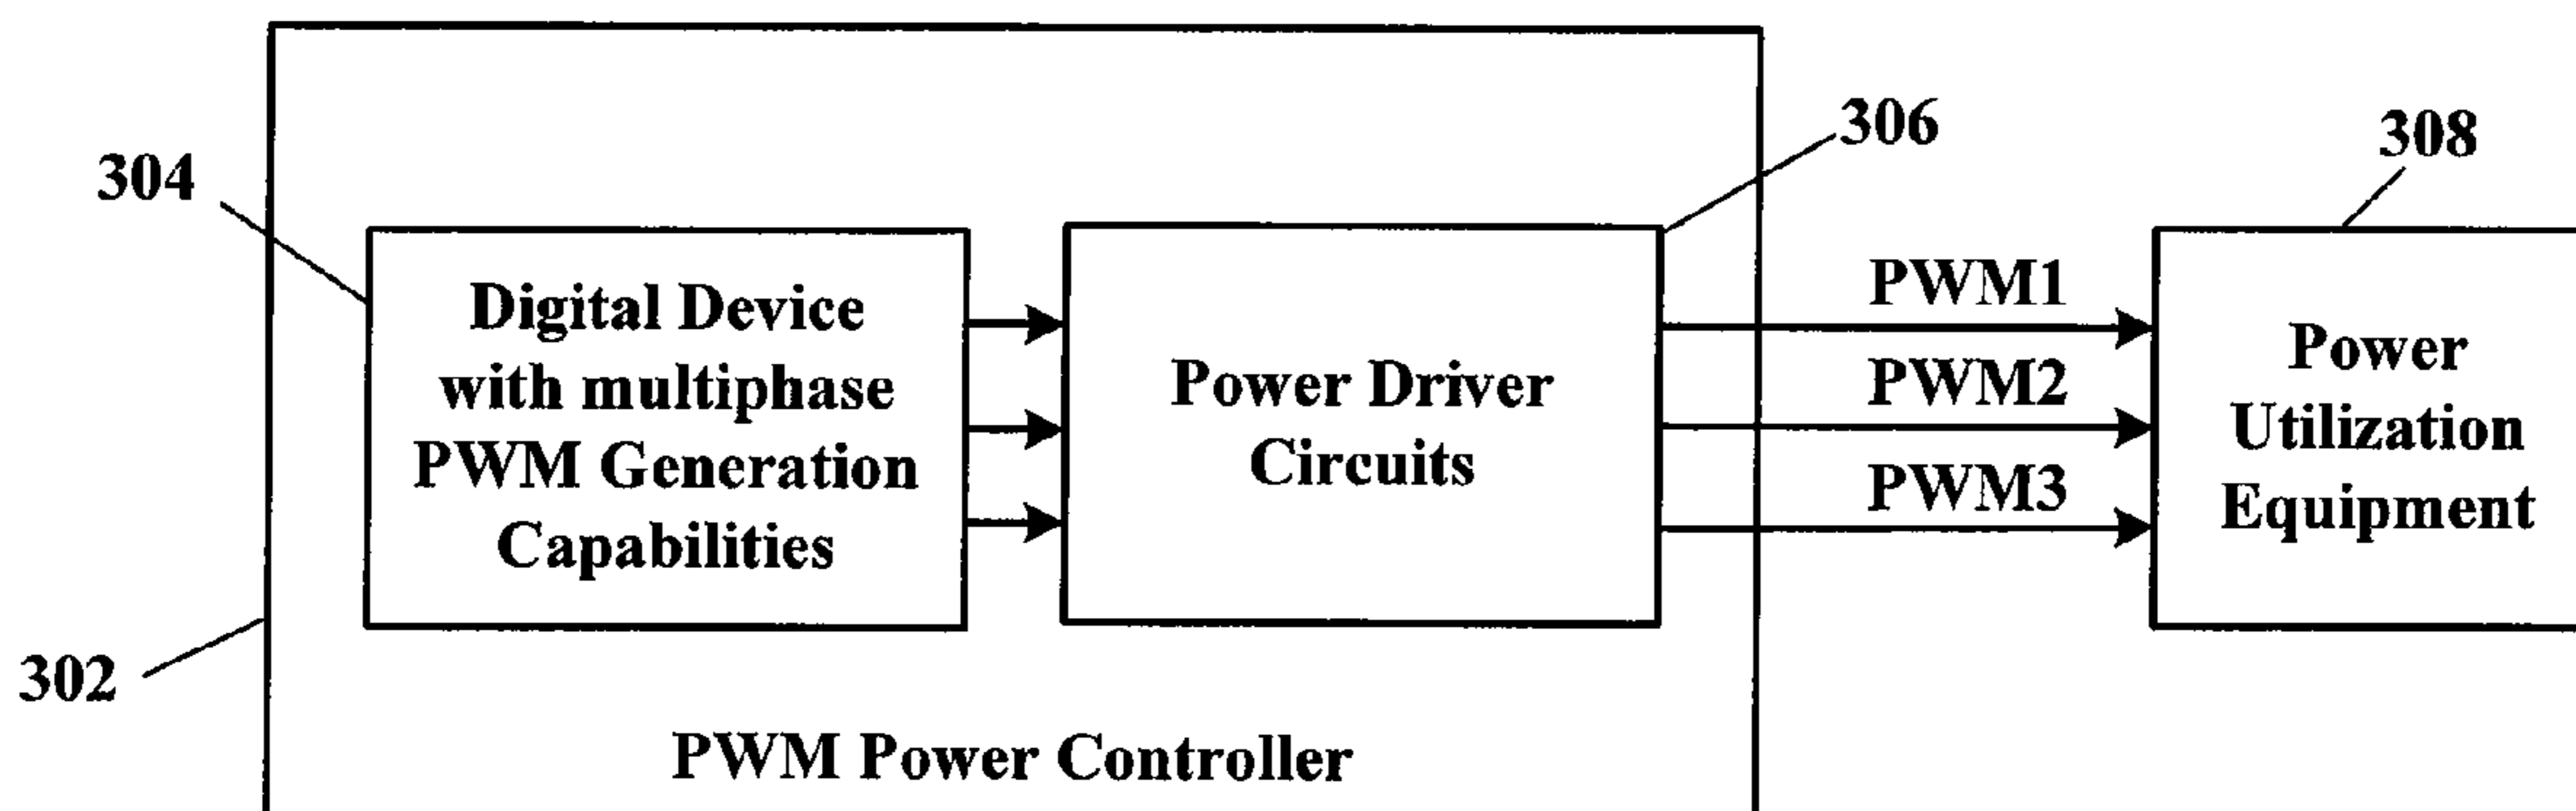 306
308
304
PWM1
PWM2
PWM3
Digital Device
with multiphase
PWM Generation
Capabilities
Power Driver
Circuits
Power
Utilization
Equipment
302
PWM Power Controller